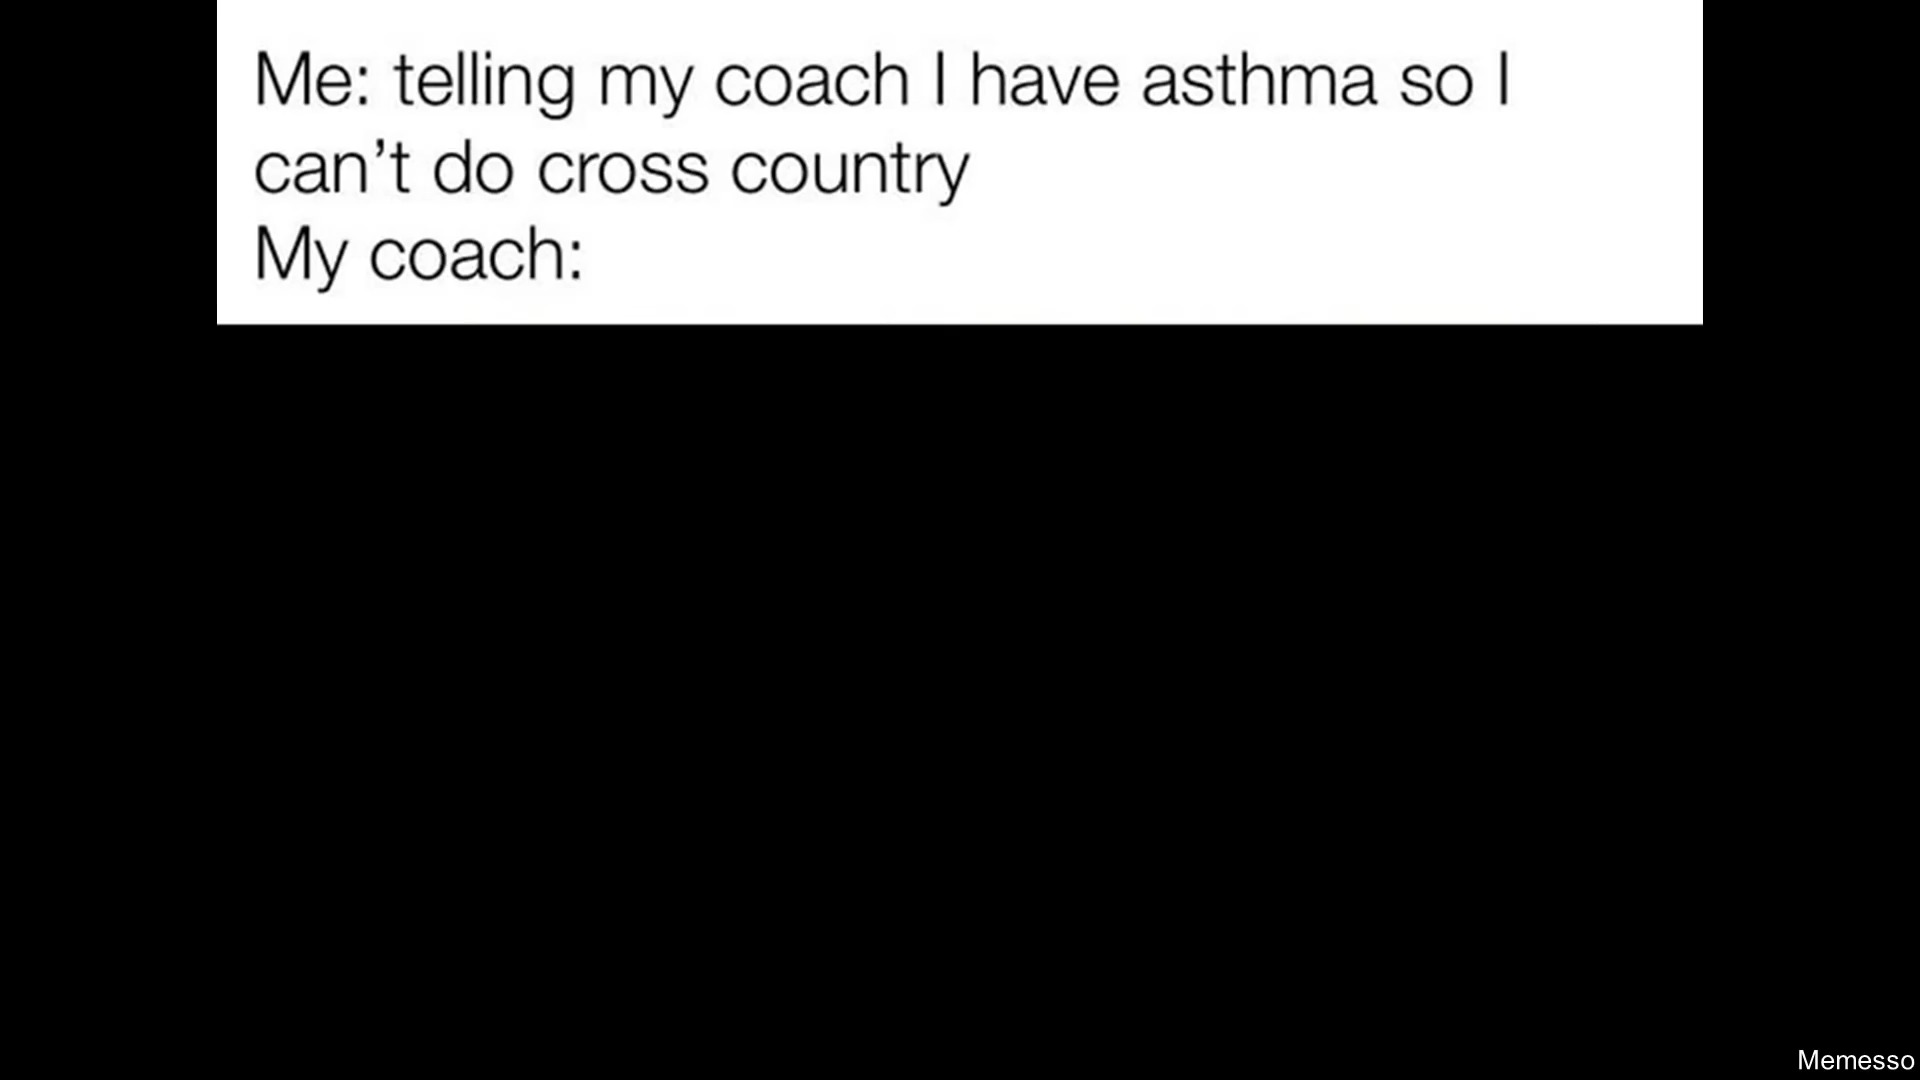 Me: telling my coach I have asthma so I
can’t do cross country
My coach:
Memesso